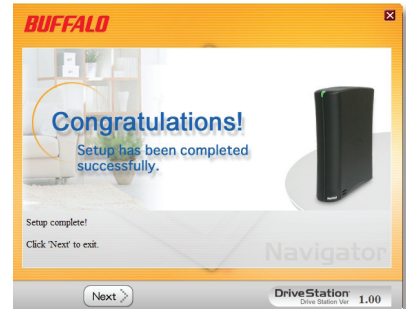 BUFFALO
Congratulations!
Setup has been completed
successfully.
Setup complete!
Click 'Next' to exit.
Navigator
Next
DriveStation
Drive Station Ver 1.00